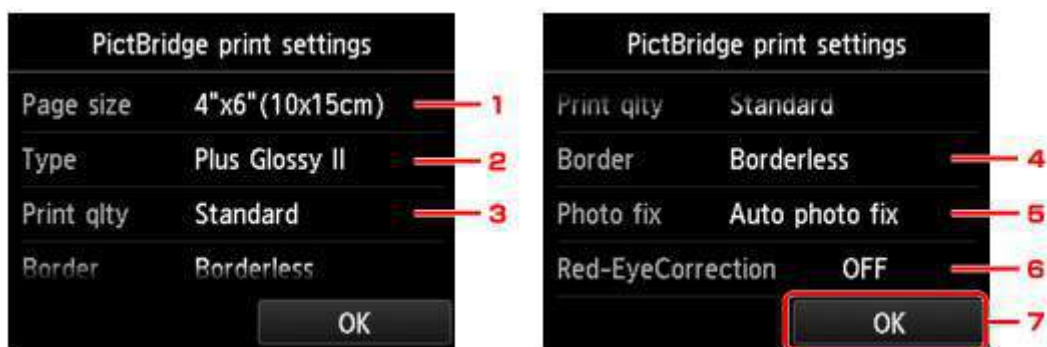 PictBridge print settings
Page size 4"x6"(10x15cm) 1
Type Plus Glossy II 2
Print qlty Standard 3
Border Borderless
OK
PictBridge print settings
Print qlty Standard
Border Borderless 4
Photo fix Auto photo fix 5
Red-EyeCorrection OFF 6
OK 7